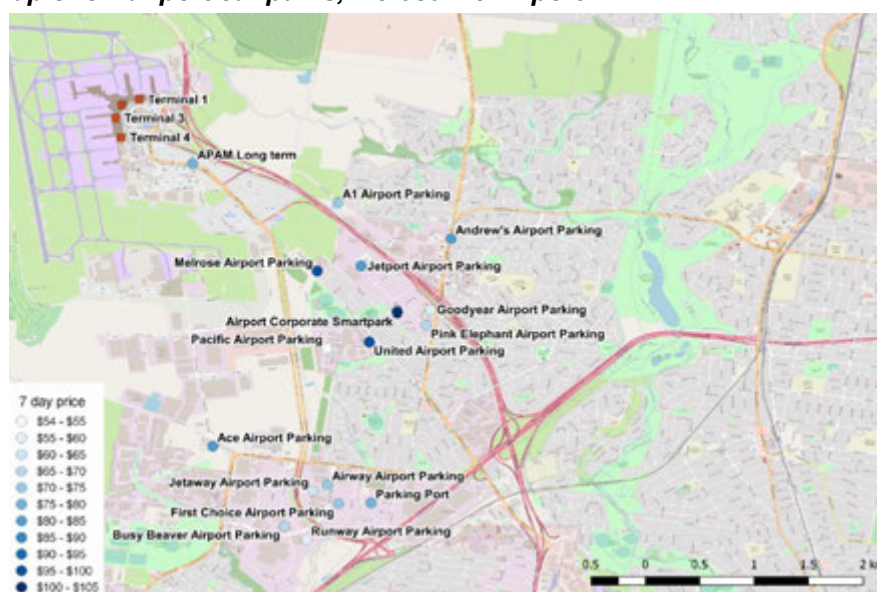 Terminal 1
Terminal 3
Terminal 4
APAM Long term
A1 Airport Parking
Andrew's Airport Parking
Melrose Airport Parking
Jetport Airport Parking
Goodyear Airport Parking
Airport Corporate Smartpark
Pink Elephant Airport Parking
Pacific Airport Parking
United Airport Parking
7 day price
$54 - $55
$55 - $60
$60 - $65
$65 - $70
$70 - $75
$75 - $80
$80 - $85
$85 - $90
$90 - $95
$95 - $100
$100 - $105
Ace Airport Parking
Jetaway Airport Parking
Airway Airport Parking
Parking Port
First Choice Airport Parking
Busy Beaver Airport Parking
Runway Airport Parking
0.5 0 0.5 1 1.5 2